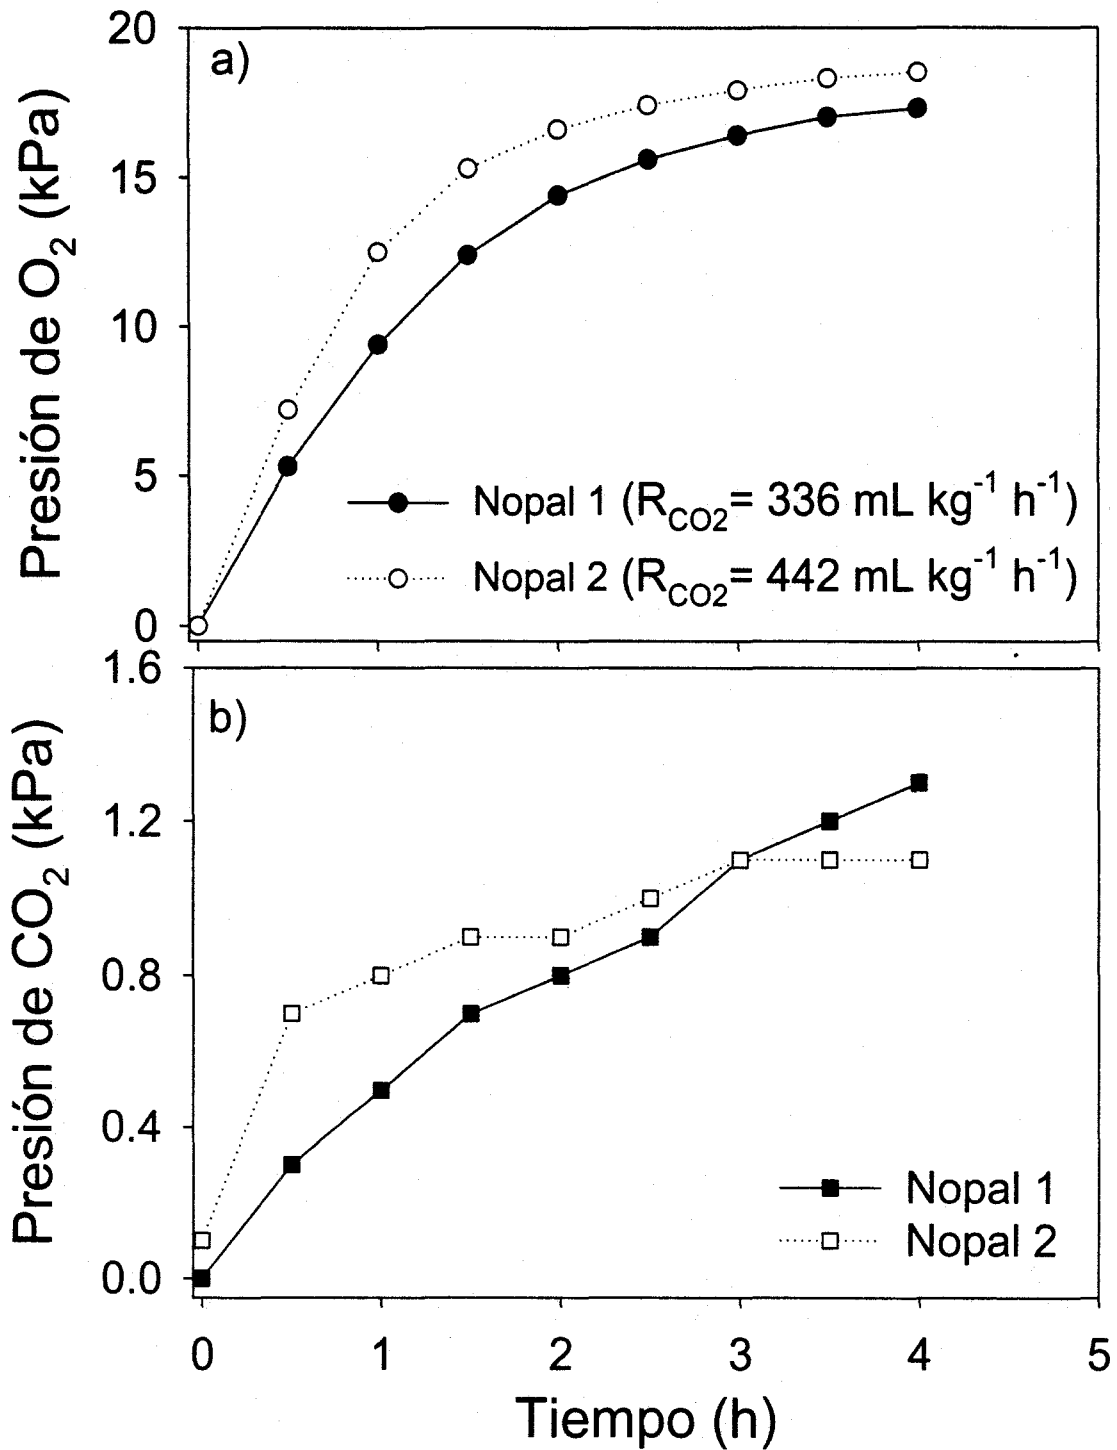 a)
Presión de O2 (kPa)
20
15
10
5
0
Nopal 1 (RCO2= 336 mL kg-1 h-1)
Nopal 2 (RCO2= 442 mL kg-1 h-1)
b)
Presión de CO2 (kPa)
1.6
1.2
0.8
0.4
0.0
Nopal 1
Nopal 2
0 1 2 3 4 5
Tiempo (h)